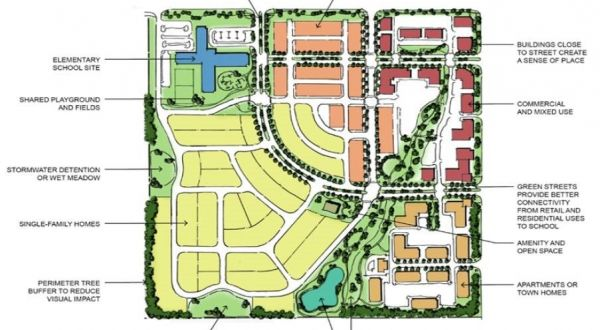 ELEMENTARY
SCHOOL SITE
SHARED PLAYGROUND
AND FIELDS
STORMWATER DETENTION
OR WET MEADOW
SINGLE-FAMILY HOMES
PERIMETER TREE
BUFFER TO REDUCE
VISUAL IMPACT
BUILDINGS CLOSE
TO STREET CREATE
A SENSE OF PLACE
COMMERCIAL
AND MIXED USE
GREEN STREETS
PROVIDE BETTER
CONNECTIVITY
FROM RETAIL AND
RESIDENTIAL USES
TO SCHOOL
AMENITY AND
OPEN SPACE
APARTMENTS OR
TOWN HOMES